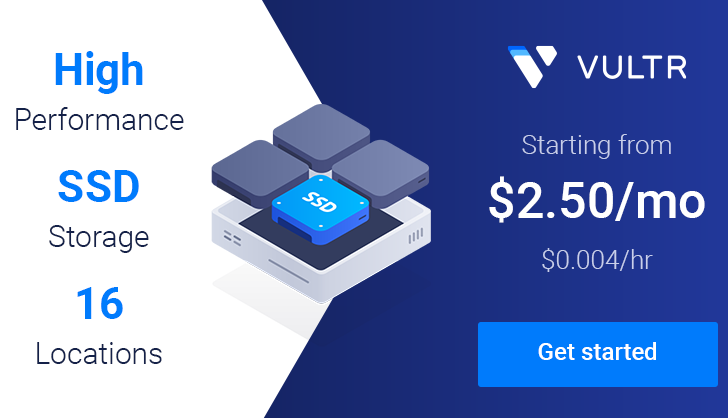 High
Performance
SSD
Storage
16
Locations
SSD
VULTR
Starting from
$2.50/mo
$0.004/hr
Get started